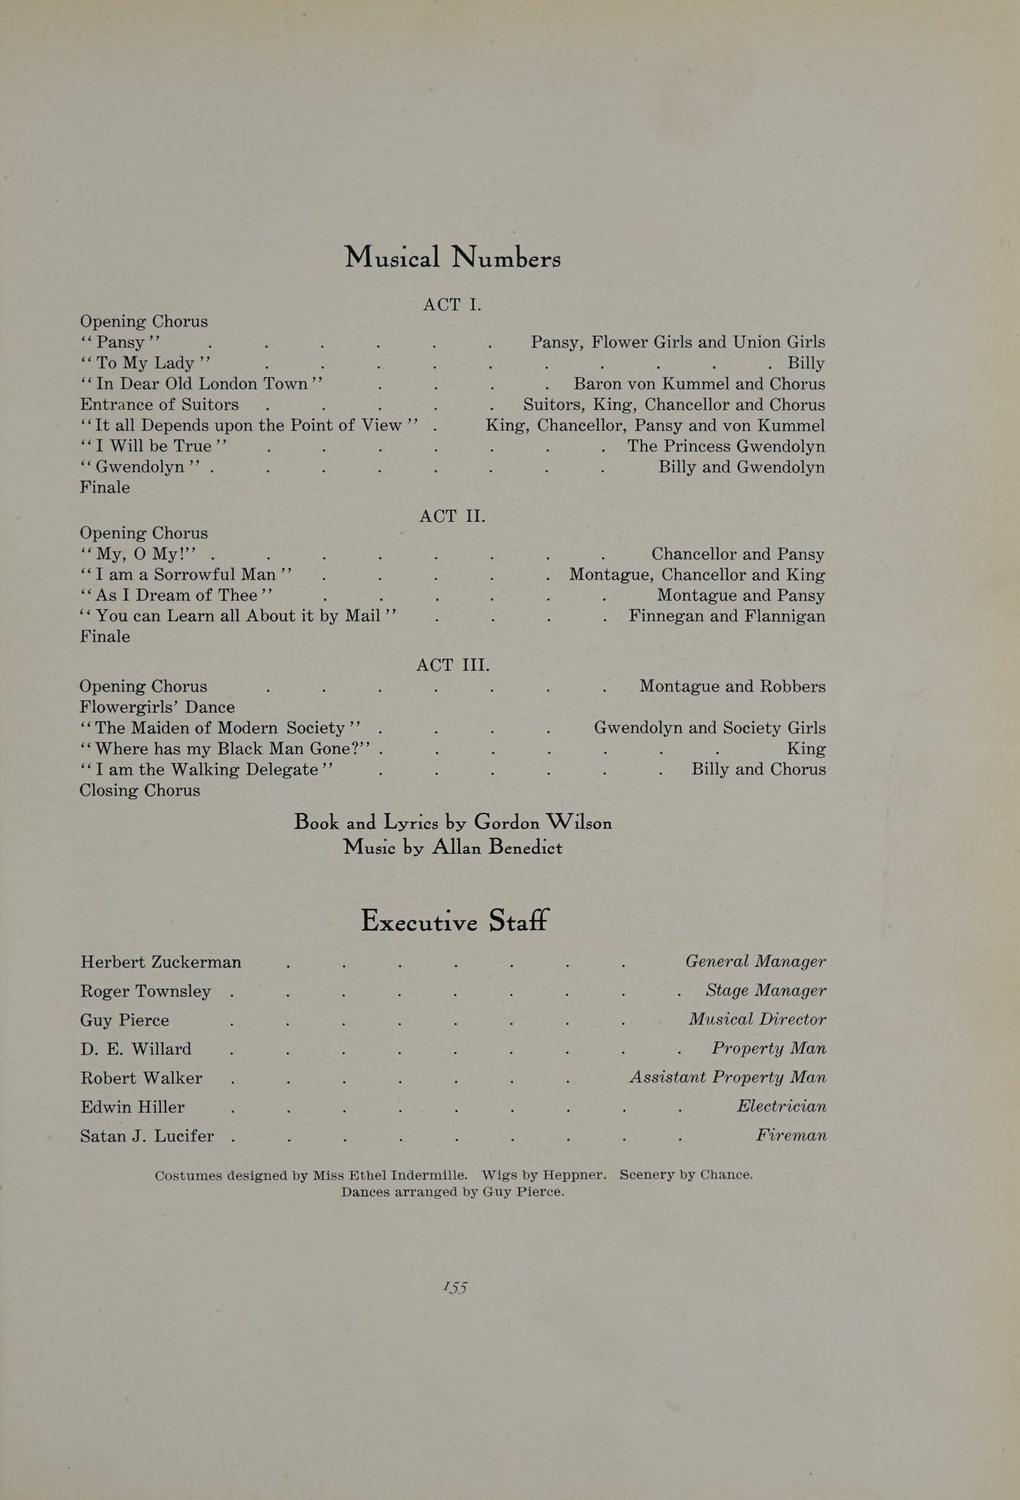 Musical Numbers
ACT I.
Opening Chorus
“Pansy” . . . . . . Pansy, Flower Girls and Union Girls
“To My Lady” . . . . . . . . . . Billy
“In Dear Old London Town” . . . . Baron von Kummel and Chorus
Entrance of Suitors . . . . . Suitors, King, Chancellor and Chorus
“It all Depends upon the Point of View” . King, Chancellor, Pansy and von Kummel
“I Will be True” . . . . . . . The Princess Gwendolyn
“Gwendolyn” . . . . . . . . Billy and Gwendolyn
Finale
ACT II.
Opening Chorus
“My, O My!” . . . . . . . . Chancellor and Pansy
“I am a Sorrowful Man” . . . . . Montague, Chancellor and King
“As I Dream of Thee” . . . . . . Montague and Pansy
“You can Learn all About it by Mail” . . . . Finnegan and Flannigan
Finale
ACT III.
Opening Chorus . . . . . . . Montague and Robbers
Flowergirls’ Dance
“The Maiden of Modern Society” . . . . Gwendolyn and Society Girls
“Where has my Black Man Gone?” . . . . . . . King
“I am the Walking Delegate” . . . . . . Billy and Chorus
Closing Chorus
Book and Lyrics by Gordon Wilson
Music by Allan Benedict
Executive Staff
Herbert Zuckerman . . . . . . . General Manager
Roger Townsley . . . . . . . . . Stage Manager
Guy Pierce . . . . . . . . Musical Director
D. E. Willard . . . . . . . . . Property Man
Robert Walker . . . . . . . Assistant Property Man
Edwin Hiller . . . . . . . . . Electrician
Satan J. Lucifer . . . . . . . . . Fireman
Costumes designed by Miss Ethel Indermille. Wigs by Heppner. Scenery by Chance.
Dances arranged by Guy Pierce.
155